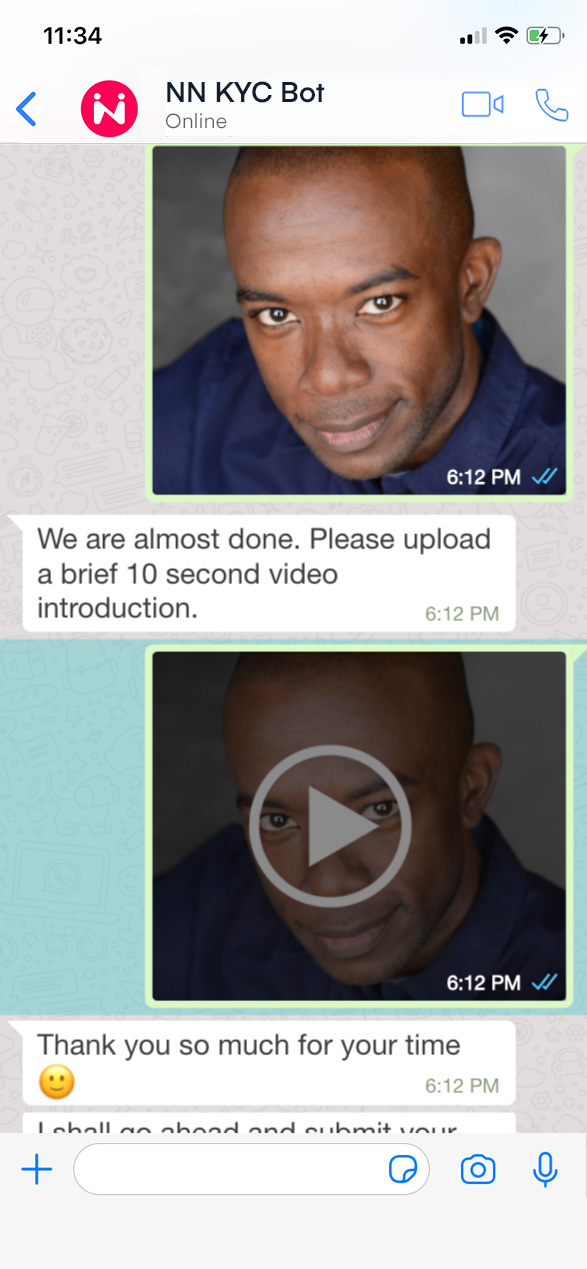 11:34
NN KYC Bot
Online
6:12 PM
We are almost done. Please upload
a brief 10 second video
introduction.
6:12 PM
6:12 PM
Thank you so much for your time
🙂
6:12 PM
I shall go ahead and submit your